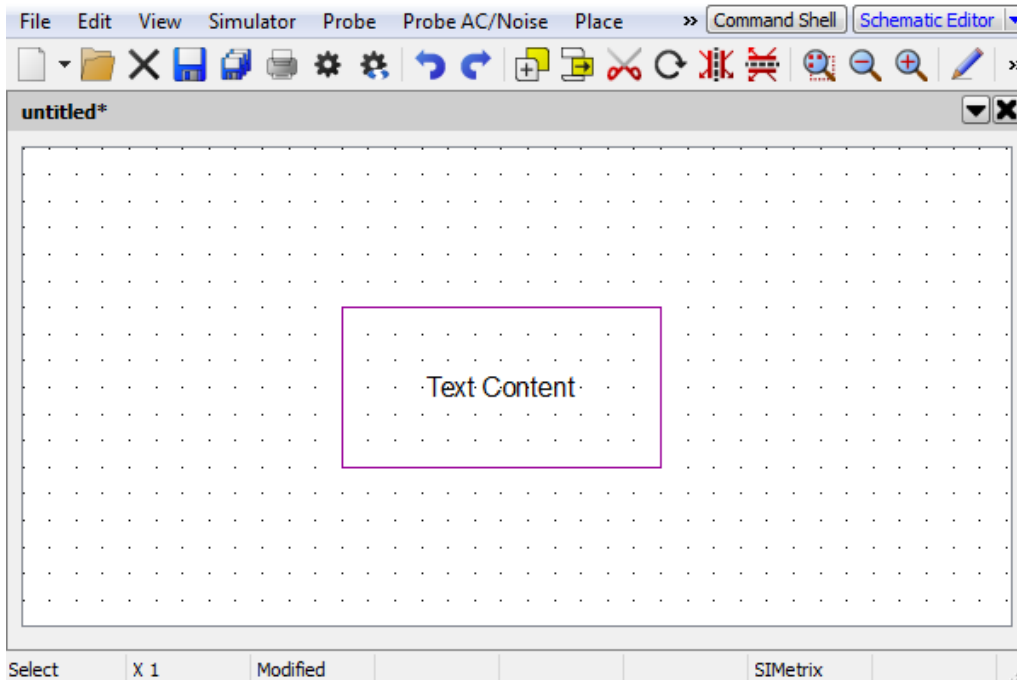 File Edit View Simulator Probe Probe AC/Noise Place » Command Shell Schematic Editor
»
untitled*
Text Content
Select X 1 Modified SIMetrix